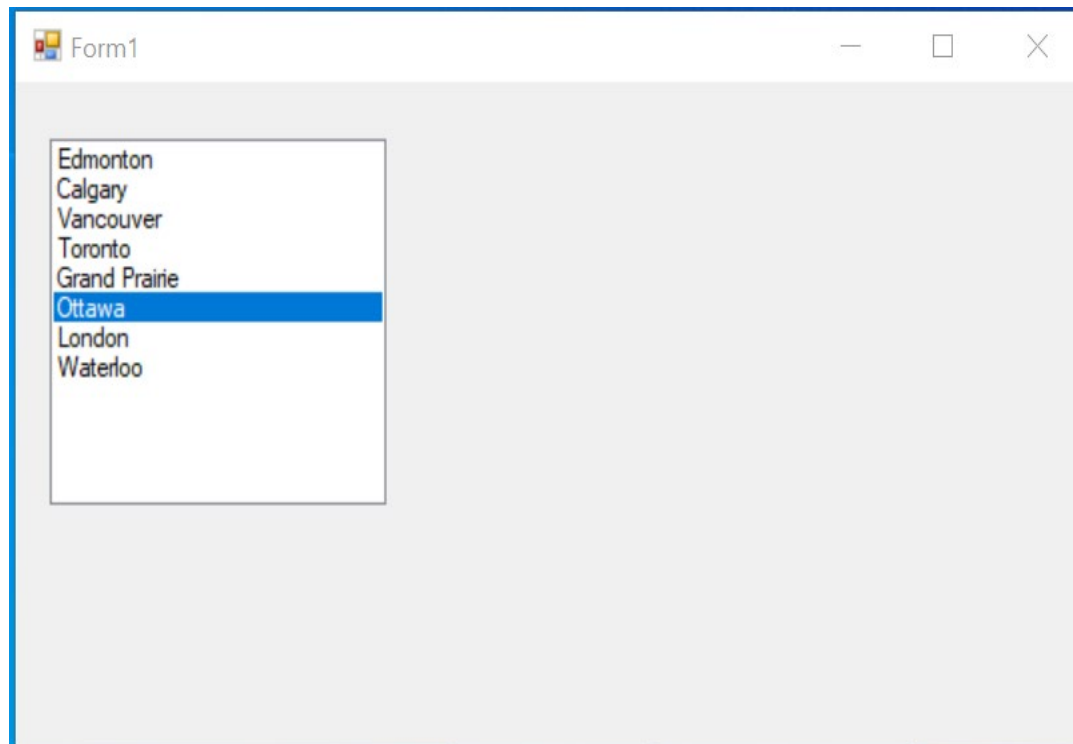 Form1
Edmonton
Calgary
Vancouver
Toronto
Grand Prairie
Ottawa
London
Waterloo